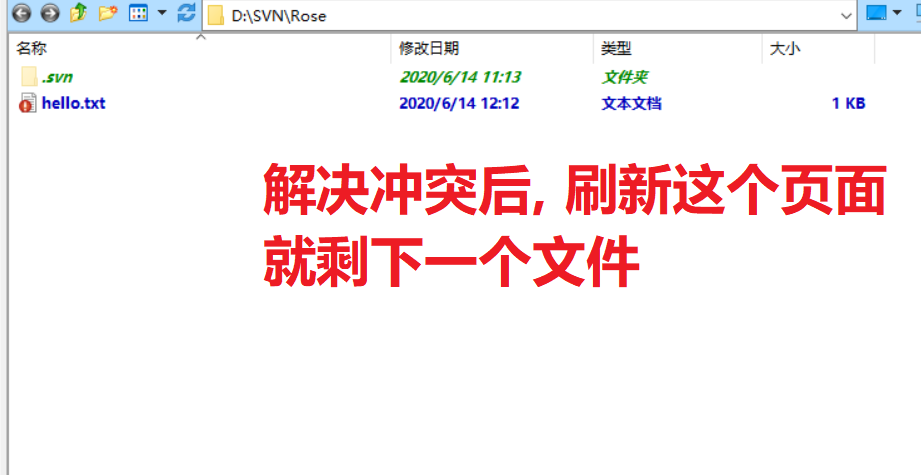 D:\SVN\Rose
名称 修改日期 类型 大小
.svn 2020/6/14 11:13 文件夹
hello.txt 2020/6/14 12:12 文本文档 1 KB
解决冲突后, 刷新这个页面
就剩下一个文件